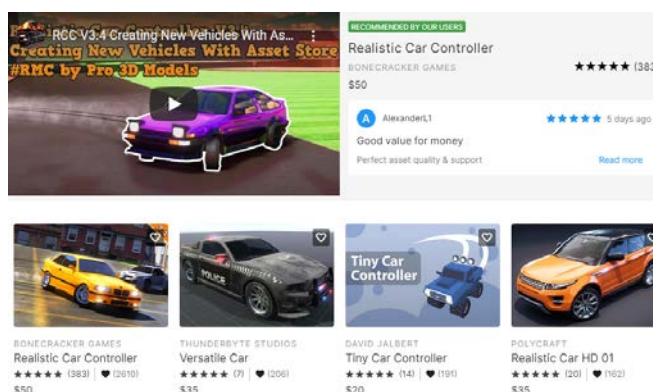 RCC V3.4 Creating New Vehicles With As...
Creating New Vehicles With Asset Store
#RMC by Pro 3D Models
RECOMMENDED BY OUR USERS
Realistic Car Controller
BONECRACKER GAMES
★★★★★ (383
$50
A AlexanderL1 ★★★★★ 5 days ago
Good value for money
Perfect asset quality & support Read more
POLICE
Tiny Car
Controller
BONECRACKER GAMES
Realistic Car Controller
★★★★★ (383) ♥ (2610)
$50
THUNDERBYTE STUDIOS
Versatile Car
★★★★★ (7) ♥ (206)
$35
DAVID JALBERT
Tiny Car Controller
★★★★★ (14) ♥ (191)
$20
POLYCRAFT
Realistic Car HD 01
★★★★★ (20) ♥ (162)
$35